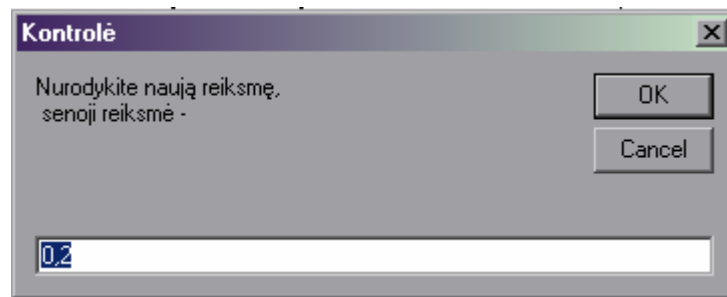 Kontrolė
Nurodykite naują reiksmę,
senoji reiksmė -
OK
Cancel
0,2